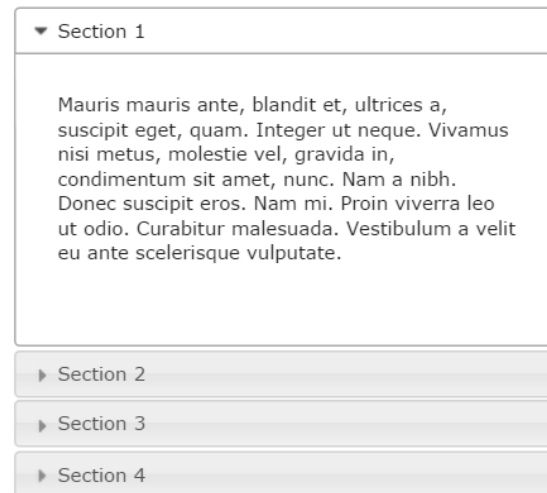 Section 1
Mauris mauris ante, blandit et, ultrices a,
suscipit eget, quam. Integer ut neque. Vivamus
nisi metus, molestie vel, gravida in,
condimentum sit amet, nunc. Nam a nibh.
Donec suscipit eros. Nam mi. Proin viverra leo
ut odio. Curabitur malesuada. Vestibulum a velit
eu ante scelerisque vulputate.
Section 2
Section 3
Section 4